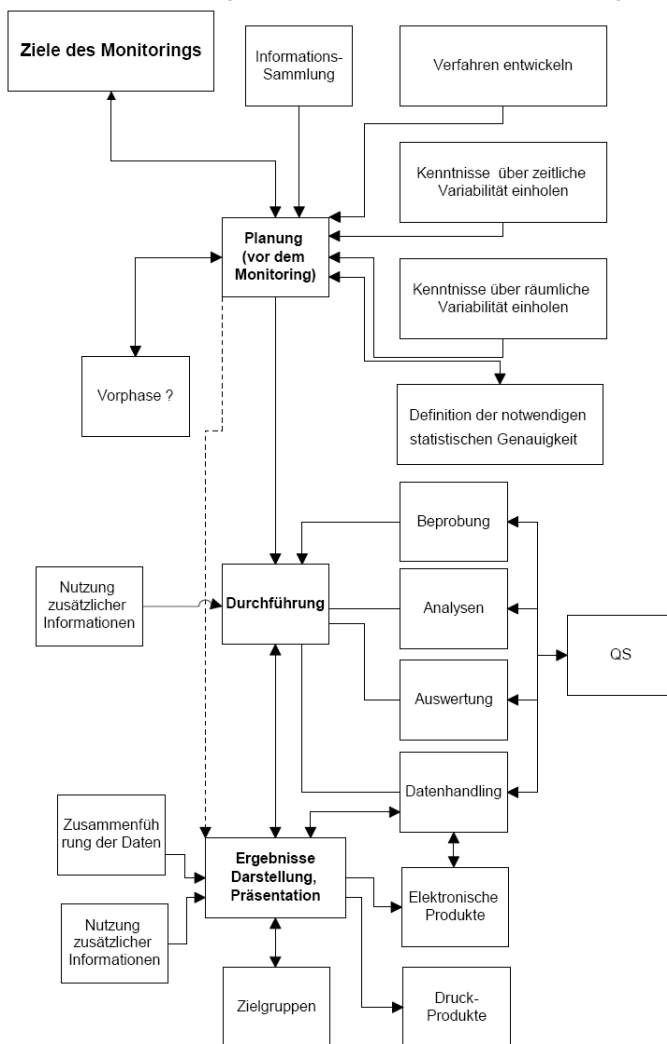 Ziele des Monitorings
Informations-
Sammlung
Verfahren entwickeln
Kenntnisse über zeitliche
Variabilität einholen
Planung
(vor dem
Monitoring)
Kenntnisse über räumliche
Variabilität einholen
Vorphase ?
Definition der notwendigen
statistischen Genauigkeit
Beprobung
Nutzung
zusätzlicher
Informationen
Durchführung
Analysen
QS
Auswertung
Datenhandling
Zusammenfüh
rung der Daten
Ergebnisse
Darstellung,
Präsentation
Elektronische
Produkte
Nutzung
zusätzlicher
Informationen
Zielgruppen
Druck-
Produkte